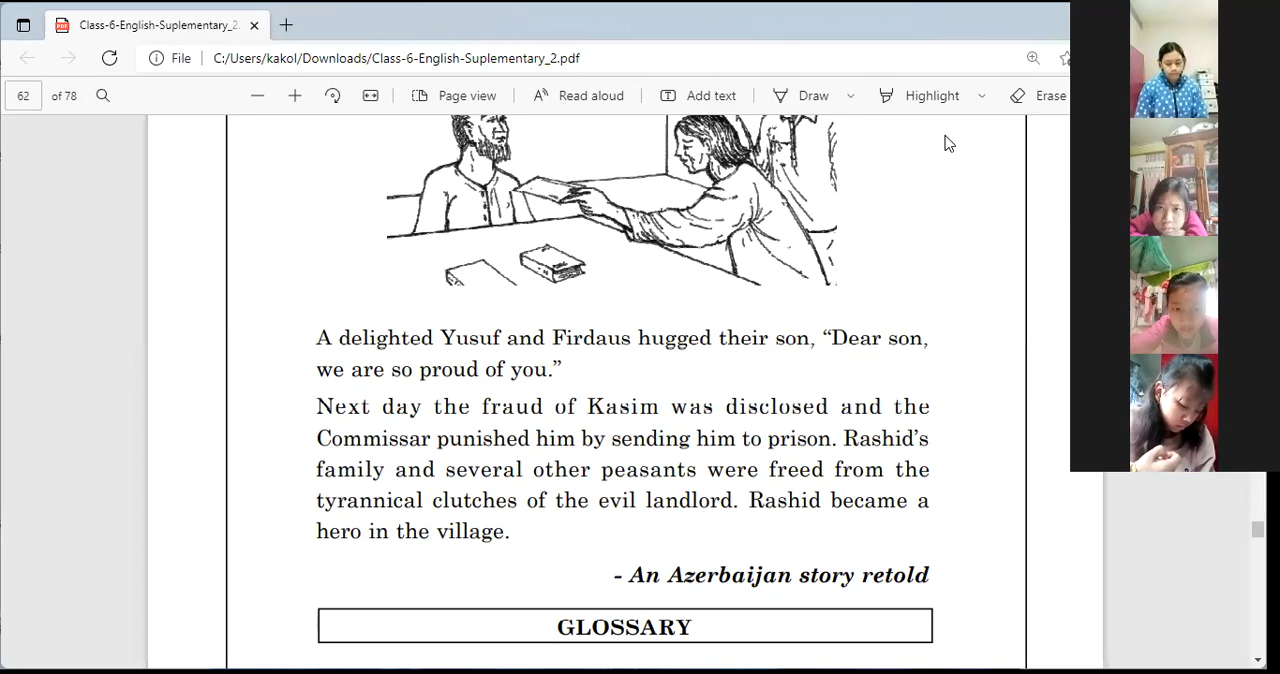 Class-6-English-Suplementary_2.
File
C:/Users/kakol/Downloads/Class-6-English-Suplementary_2.pdf
62 of 78
Page view
Read aloud
Add text
Draw
Highlight
Erase
A delighted Yusuf and Firdaus hugged their son, “Dear son,
we are so proud of you.”
Next day the fraud of Kasim was disclosed and the
Commissar punished him by sending him to prison. Rashid’s
family and several other peasants were freed from the
tyrannical clutches of the evil landlord. Rashid became a
hero in the village.
- An Azerbaijan story retold
GLOSSARY